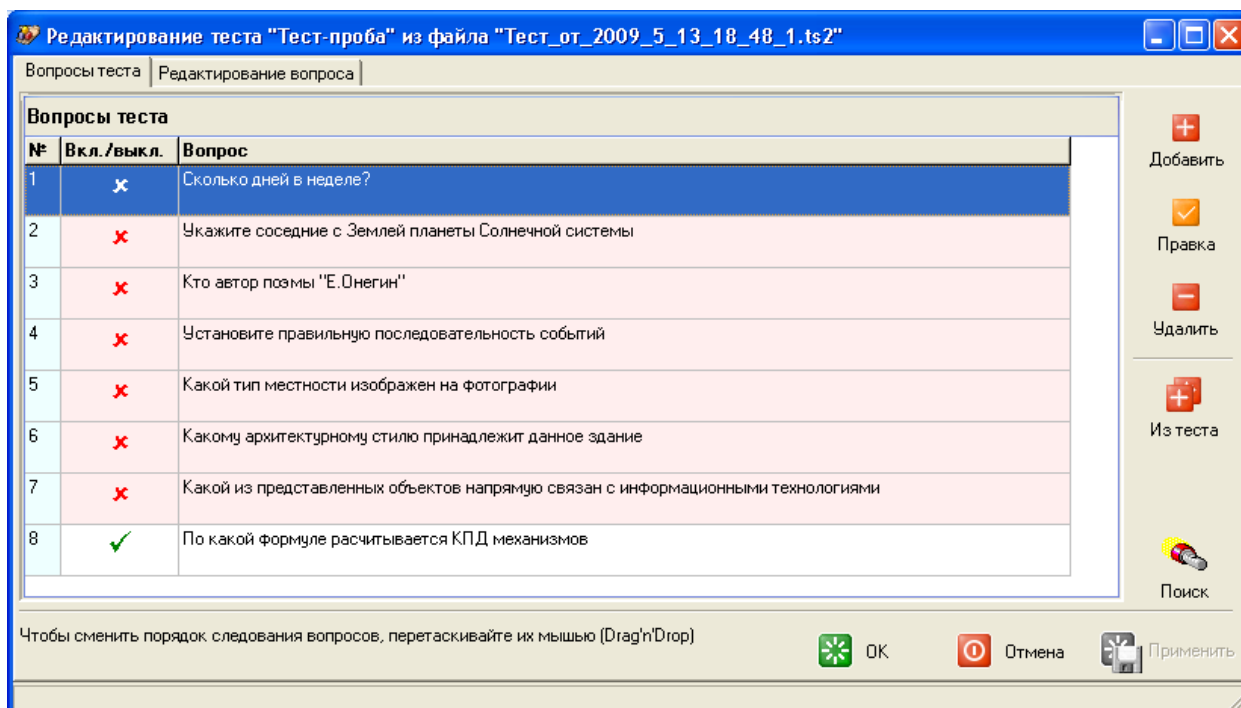 Редактирование теста "Тест-проба" из файла "Тест_от_2009_5_13_18_48_1.ts2"
Вопросы теста Редактирование вопроса
Вопросы теста
№ Вкл./выкл. Вопрос
1 Сколько дней в неделе?
2 Укажите соседние с Землей планеты Солнечной системы
3 Кто автор поэмы "Е.Онегин"
4 Установите правильную последовательность событий
5 Какой тип местности изображен на фотографии
6 Какому архитектурному стилю принадлежит данное здание
7 Какой из представленных объектов напрямую связан с информационными технологиями
8 По какой формуле расчитывается КПД механизмов
Добавить
Правка
Удалить
Из теста
Поиск
Чтобы сменить порядок следования вопросов, перетаскивайте их мышью (Drag'n'Drop)
OK Отмена Применить